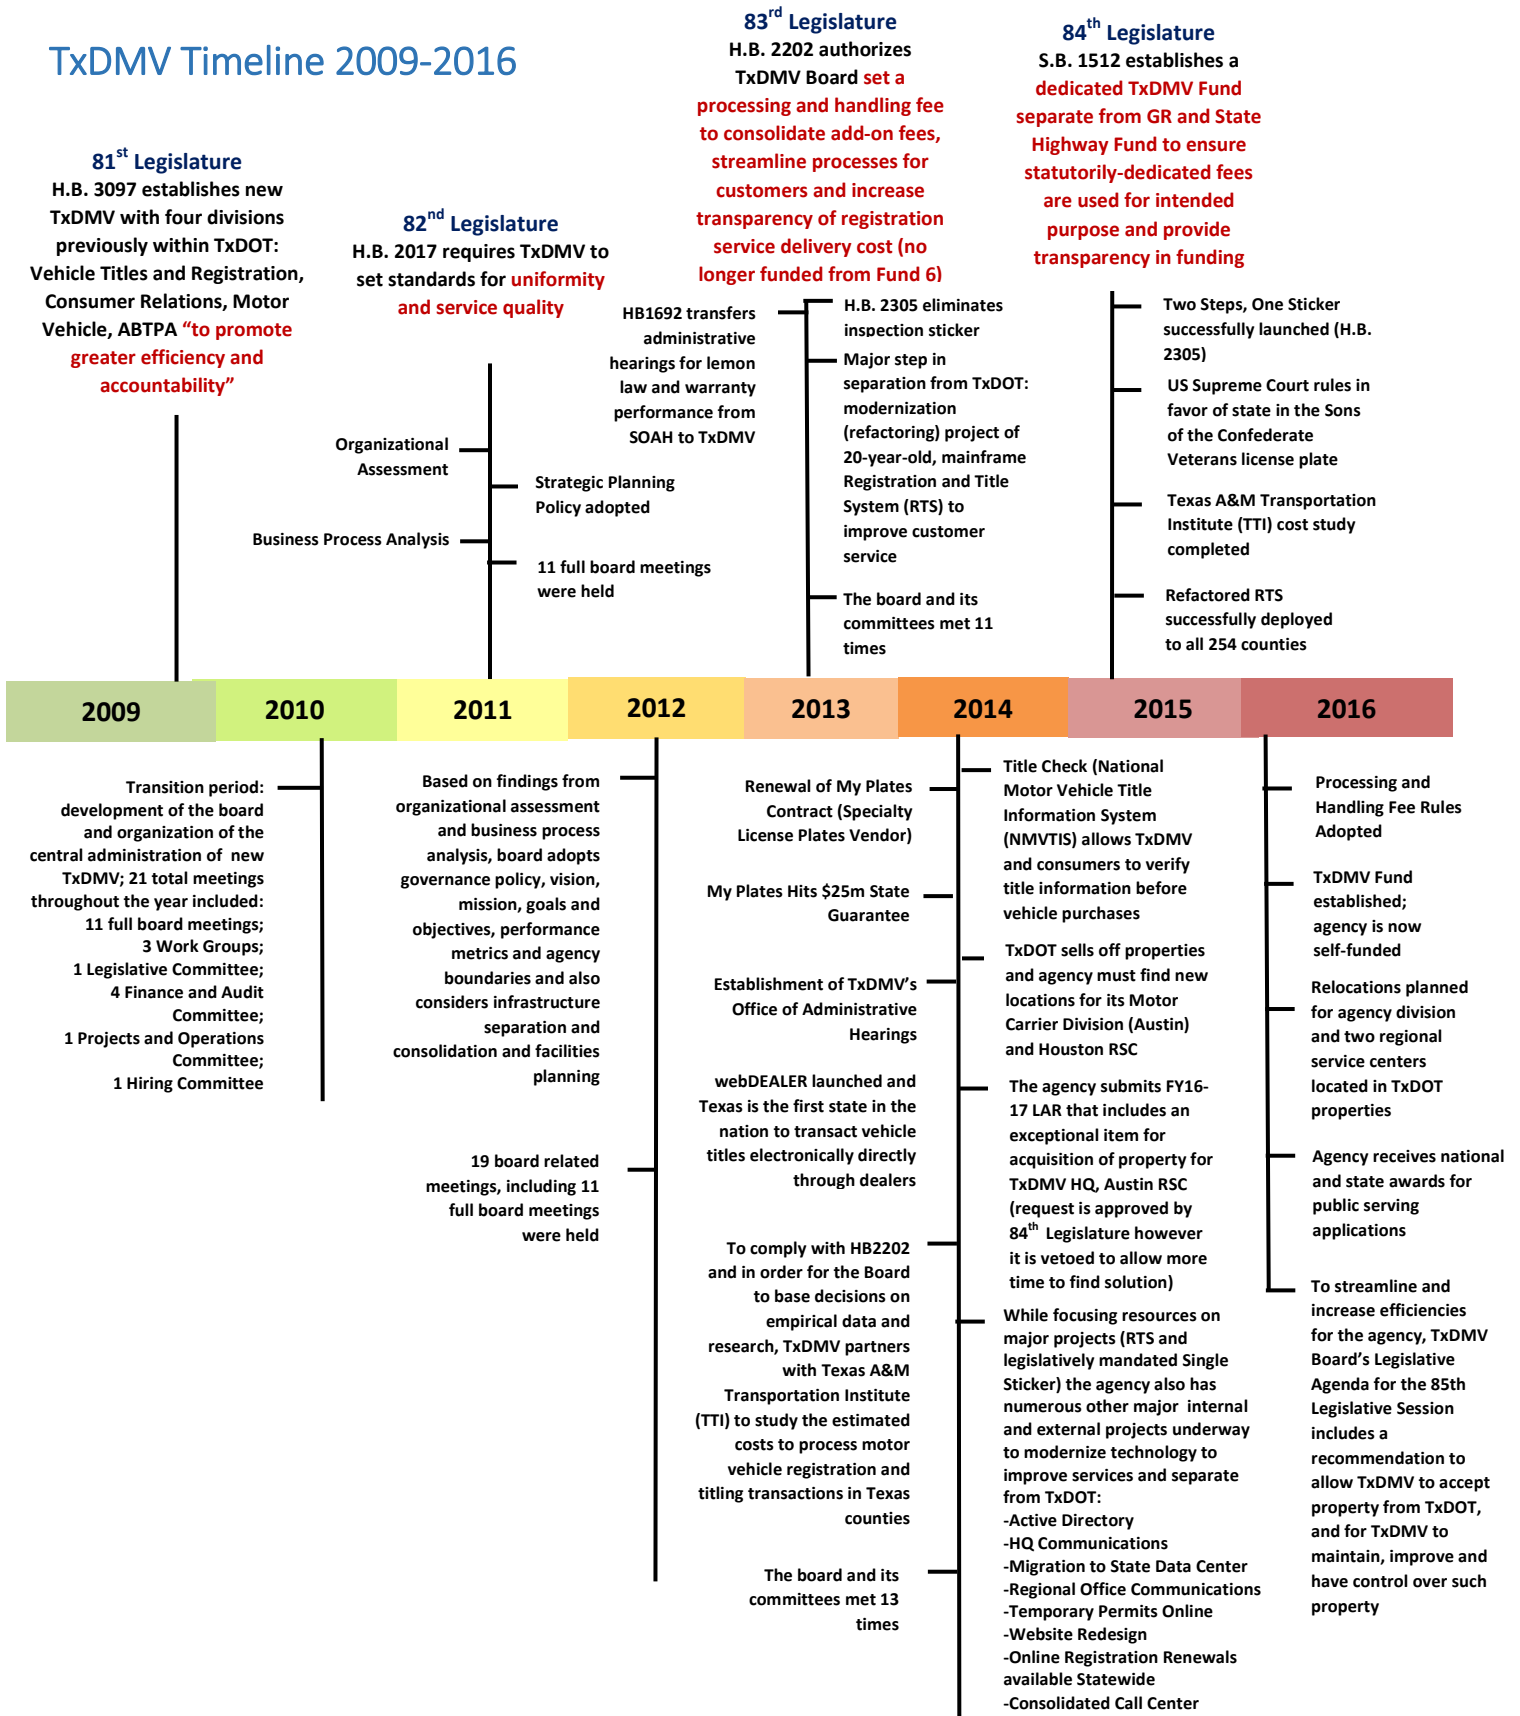 TxDMV Timeline 2009-2016
81st Legislature
H.B. 3097 establishes new
TxDMV with four divisions
previously within TxDOT:
Vehicle Titles and Registration,
Consumer Relations, Motor
Vehicle, ABTPA “to promote
greater efficiency and
accountability”
82nd Legislature
H.B. 2017 requires TxDMV to
set standards for uniformity
and service quality
Organizational
Assessment
Strategic Planning
Policy adopted
Business Process Analysis
11 full board meetings
were held
83rd Legislature
H.B. 2202 authorizes
TxDMV Board set a
processing and handling fee
to consolidate add-on fees,
streamline processes for
customers and increase
transparency of registration
service delivery cost (no
longer funded from Fund 6)
HB1692 transfers
administrative
hearings for lemon
law and warranty
performance from
SOAH to TxDMV
H.B. 2305 eliminates
inspection sticker
Major step in
separation from TxDOT:
modernization
(refactoring) project of
20-year-old, mainframe
Registration and Title
System (RTS) to
improve customer
service
The board and its
committees met 11
times
84th Legislature
S.B. 1512 establishes a
dedicated TxDMV Fund
separate from GR and State
Highway Fund to ensure
statutorily-dedicated fees
are used for intended
purpose and provide
transparency in funding
Two Steps, One Sticker
successfully launched (H.B.
2305)
US Supreme Court rules in
favor of state in the Sons
of the Confederate
Veterans license plate
Texas A&M Transportation
Institute (TTI) cost study
completed
Refactored RTS
successfully deployed
to all 254 counties
2009
2010
2011
2012
2013
2014
2015
2016
Transition period:
development of the board
and organization of the
central administration of new
TxDMV; 21 total meetings
throughout the year included:
11 full board meetings;
3 Work Groups;
1 Legislative Committee;
4 Finance and Audit
Committee;
1 Projects and Operations
Committee;
1 Hiring Committee
Based on findings from
organizational assessment
and business process
analysis, board adopts
governance policy, vision,
mission, goals and
objectives, performance
metrics and agency
boundaries and also
considers infrastructure
separation and
consolidation and facilities
planning
19 board related
meetings, including 11
full board meetings
were held
Renewal of My Plates
Contract (Specialty
License Plates Vendor)
My Plates Hits $25m State
Guarantee
Establishment of TxDMV’s
Office of Administrative
Hearings
webDEALER launched and
Texas is the first state in the
nation to transact vehicle
titles electronically directly
through dealers
To comply with HB2202
and in order for the Board
to base decisions on
empirical data and
research, TxDMV partners
with Texas A&M
Transportation Institute
(TTI) to study the estimated
costs to process motor
vehicle registration and
titling transactions in Texas
counties
The board and its
committees met 13
times
Title Check (National
Motor Vehicle Title
Information System
(NMVTIS) allows TxDMV
and consumers to verify
title information before
vehicle purchases
TxDOT sells off properties
and agency must find new
locations for its Motor
Carrier Division (Austin)
and Houston RSC
The agency submits FY16-
17 LAR that includes an
exceptional item for
acquisition of property for
TxDMV HQ, Austin RSC
(request is approved by
84th Legislature however
it is vetoed to allow more
time to find solution)
While focusing resources on
major projects (RTS and
legislatively mandated Single
Sticker) the agency also has
numerous other major internal
and external projects underway
to modernize technology to
improve services and separate
from TxDOT:
-Active Directory
-HQ Communications
-Migration to State Data Center
-Regional Office Communications
-Temporary Permits Online
-Website Redesign
-Online Registration Renewals
available Statewide
-Consolidated Call Center
Processing and
Handling Fee Rules
Adopted
TxDMV Fund
established;
agency is now
self-funded
Relocations planned
for agency division
and two regional
service centers
located in TxDOT
properties
Agency receives national
and state awards for
public serving
applications
To streamline and
increase efficiencies
for the agency, TxDMV
Board’s Legislative
Agenda for the 85th
Legislative Session
includes a
recommendation to
allow TxDMV to accept
property from TxDOT,
and for TxDMV to
maintain, improve and
have control over such
property